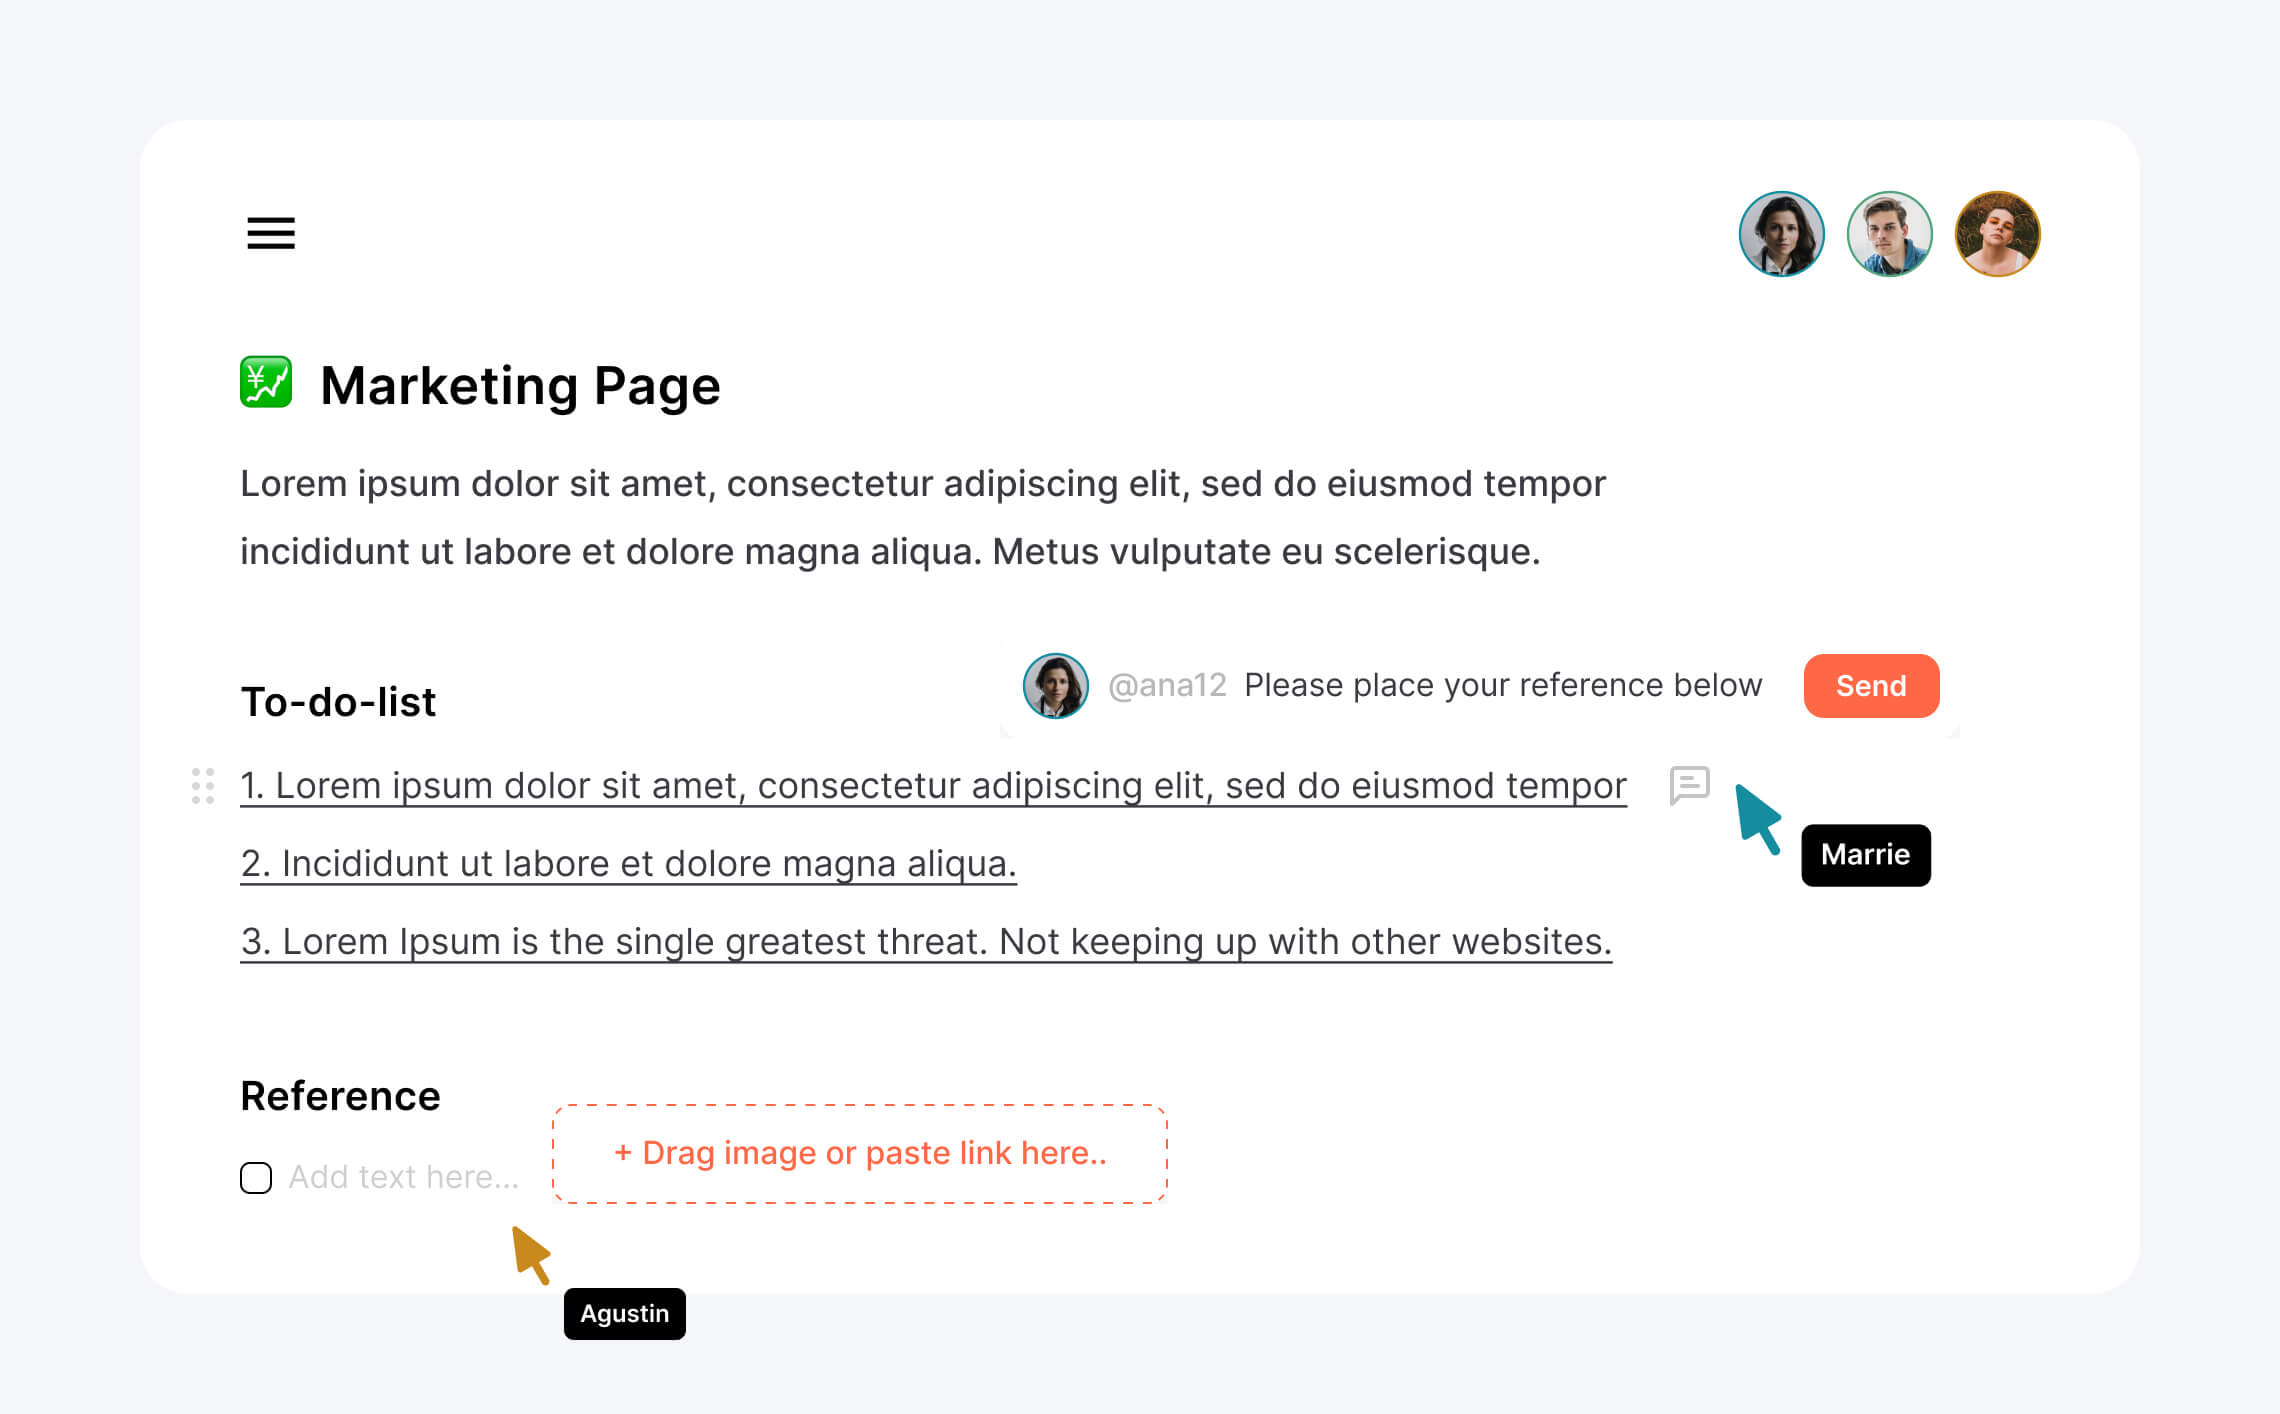 Marketing Page
Lorem ipsum dolor sit amet, consectetur adipiscing elit, sed do eiusmod tempor
incididunt ut labore et dolore magna aliqua. Metus vulputate eu scelerisque.
@ana12 Please place your reference below
Send
To-do-list
1. Lorem ipsum dolor sit amet, consectetur adipiscing elit, sed do eiusmod tempor
Marrie
2. Incididunt ut labore et dolore magna aliqua.
3. Lorem Ipsum is the single greatest threat. Not keeping up with other websites.
Reference
Add text here...
+ Drag image or paste link here..
Agustin